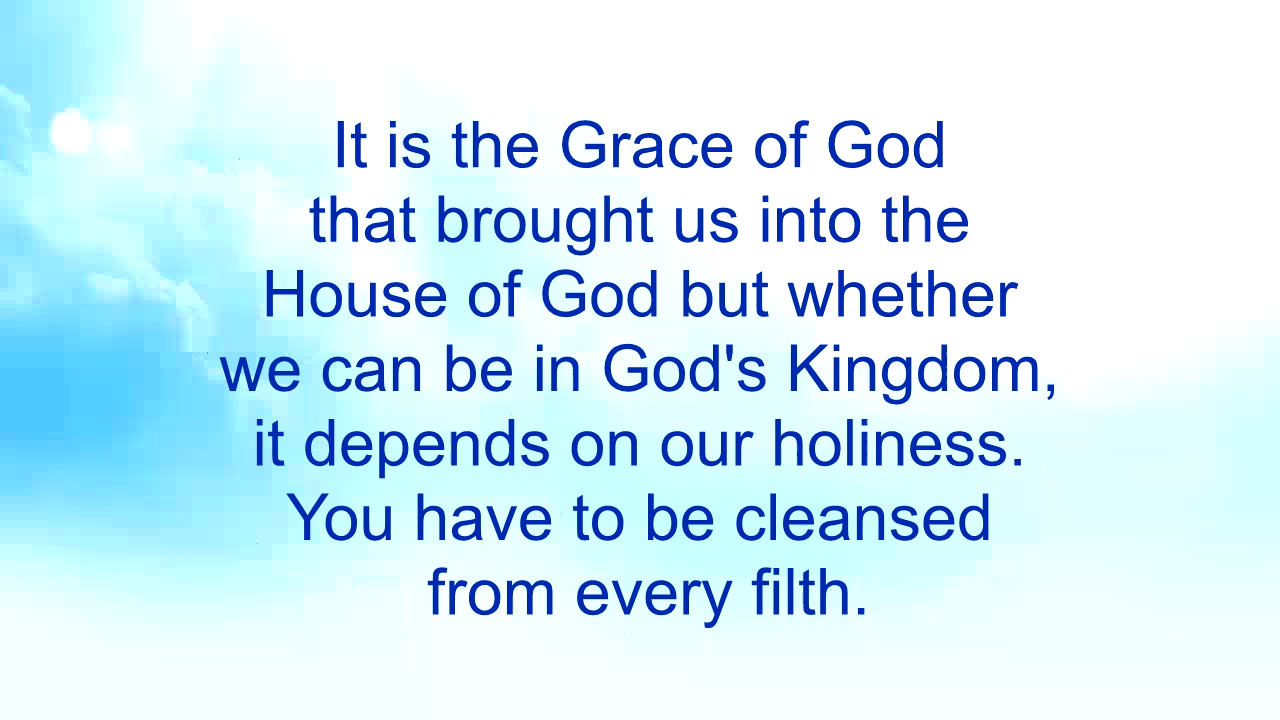 It is the Grace of God
that brought us into the
House of God but whether
we can be in God's Kingdom,
it depends on our holiness.
You have to be cleansed
from every filth.